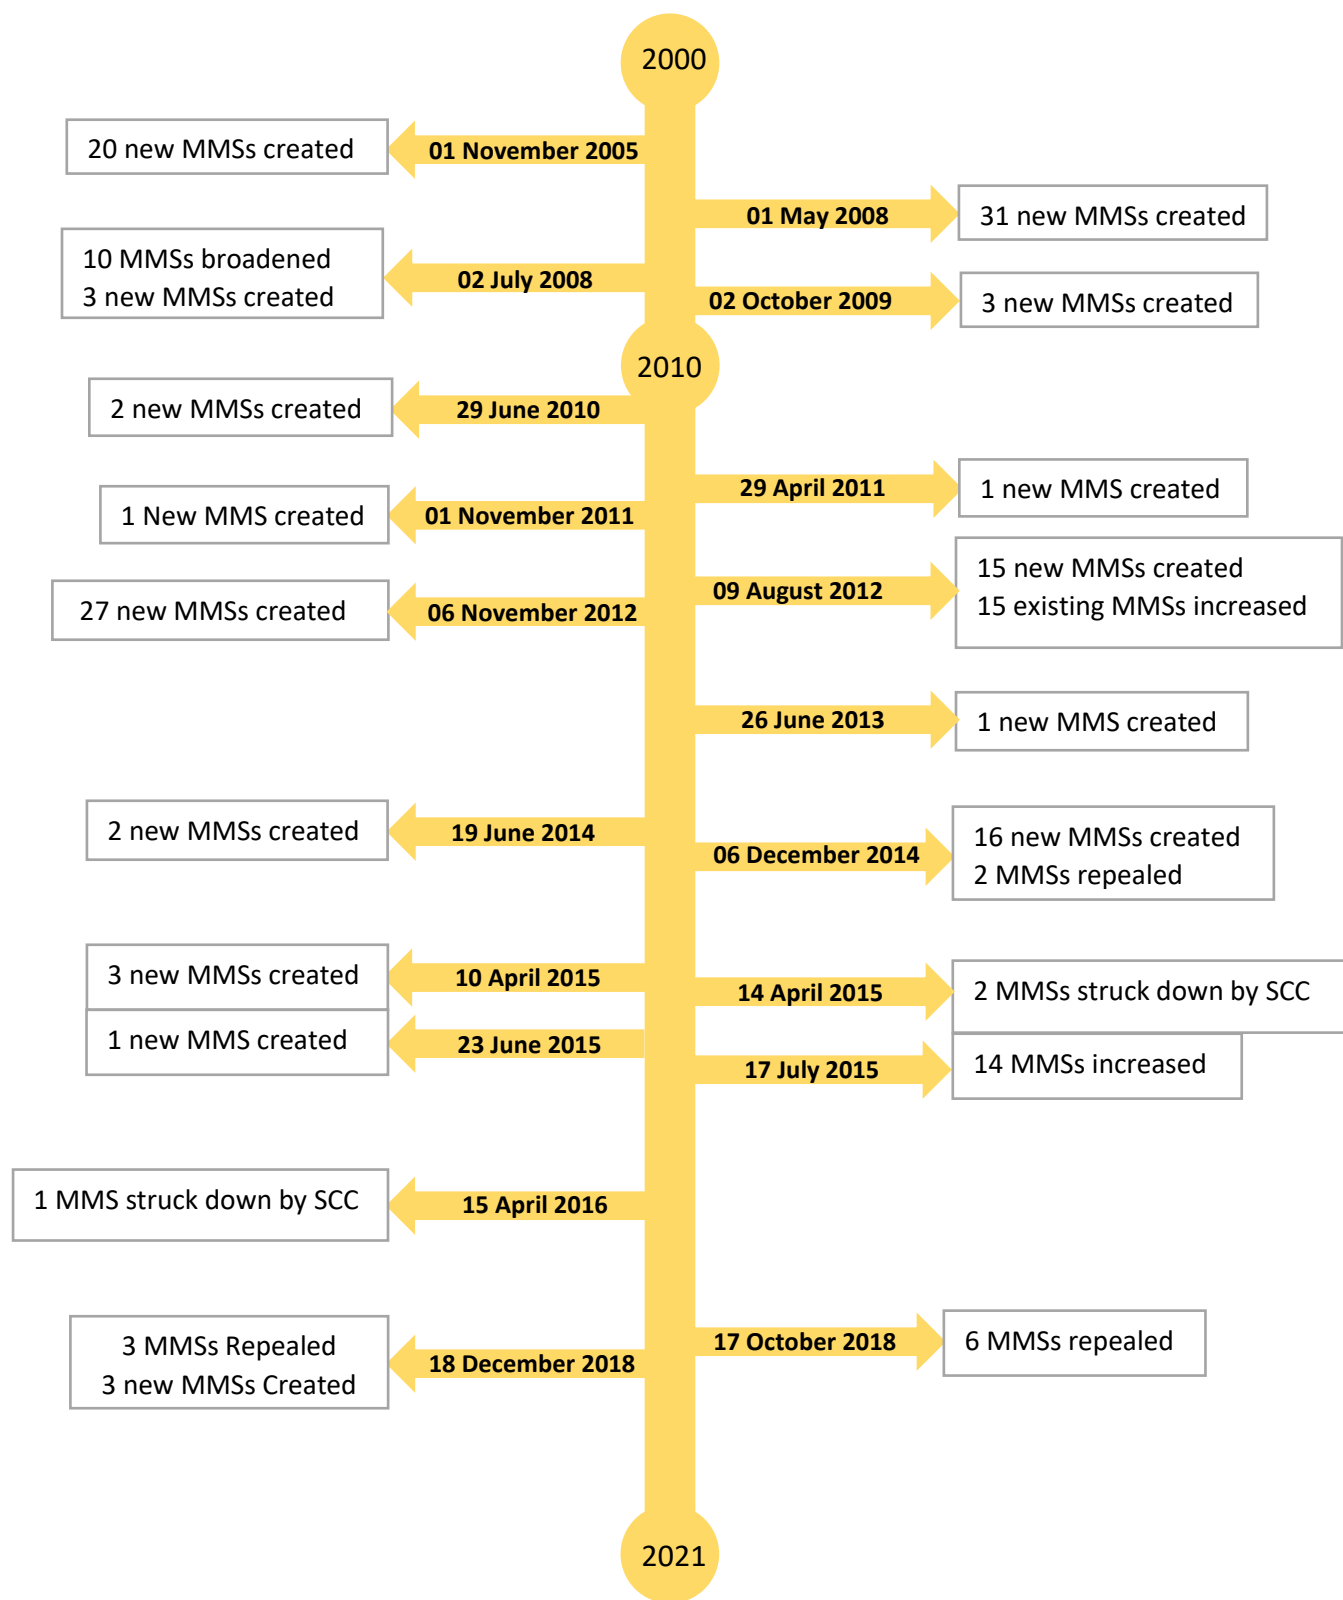 2000
01 November 2005
20 new MMSs created
01 May 2008
31 new MMSs created
02 July 2008
10 MMSs broadened
3 new MMSs created
02 October 2009
3 new MMSs created
2010
29 June 2010
2 new MMSs created
29 April 2011
1 new MMS created
01 November 2011
1 New MMS created
09 August 2012
15 new MMSs created
15 existing MMSs increased
06 November 2012
27 new MMSs created
26 June 2013
1 new MMS created
19 June 2014
2 new MMSs created
06 December 2014
16 new MMSs created
2 MMSs repealed
10 April 2015
3 new MMSs created
14 April 2015
2 MMSs struck down by SCC
23 June 2015
1 new MMS created
17 July 2015
14 MMSs increased
15 April 2016
1 MMS struck down by SCC
17 October 2018
6 MMSs repealed
18 December 2018
3 MMSs Repealed
3 new MMSs Created
2021